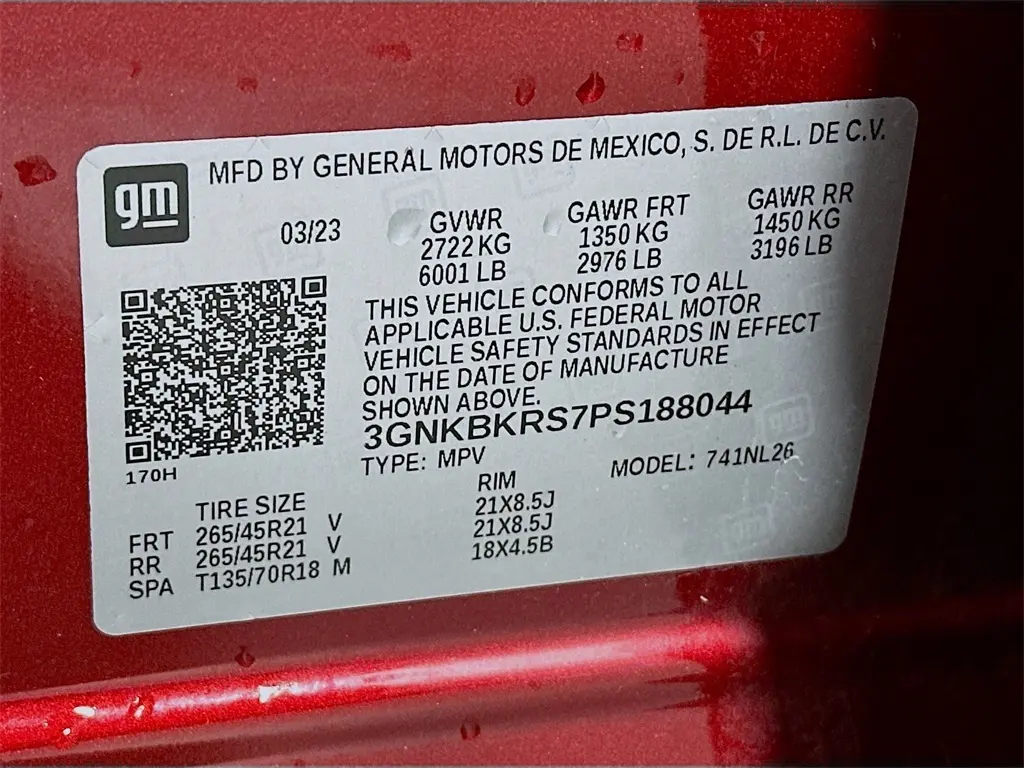 gm
MFD BY GENERAL MOTORS DE MEXICO, S. DE R.L. DE C.V.
03/23
GVWR GAWR FRT GAWR RR
2722 KG 1350 KG 1450 KG
6001 LB 2976 LB 3196 LB
THIS VEHICLE CONFORMS TO ALL
APPLICABLE U.S. FEDERAL MOTOR
VEHICLE SAFETY STANDARDS IN EFFECT
ON THE DATE OF MANUFACTURE
SHOWN ABOVE.
3GNKBKRS7PS188044
TYPE: MPV MODEL: 741NL26
170H
TIRE SIZE RIM
FRT 265/45R21 V 21X8.5J
RR 265/45R21 V 21X8.5J
SPA T135/70R18 M 18X4.5B